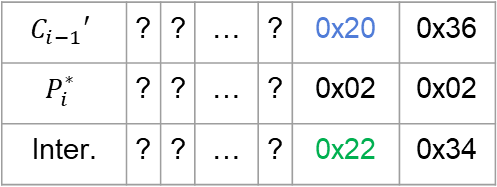 C_{i-1}' ? ? ... ? 0x20 0x36
P_i^* ? ? ... ? 0x02 0x02
Inter. ? ? ... ? 0x22 0x34